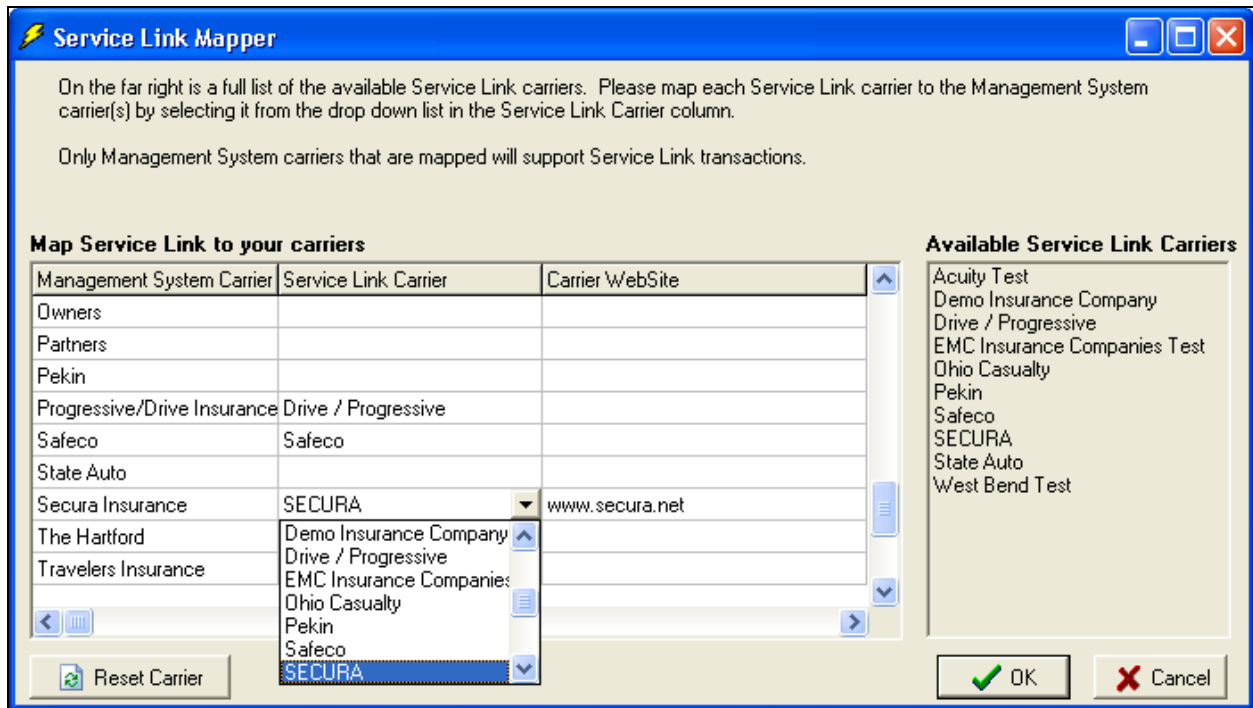 Service Link Mapper
On the far right is a full list of the available Service Link carriers. Please map each Service Link carrier to the Management System
carrier(s) by selecting it from the drop down list in the Service Link Carrier column.
Only Management System carriers that are mapped will support Service Link transactions.
Map Service Link to your carriers
Management System Carrier Service Link Carrier Carrier WebSite
Owners
Partners
Pekin
Progressive/Drive Insurance Drive / Progressive
Safeco Safeco
State Auto
Secura Insurance SECURA www.secura.net
The Hartford
Travelers Insurance
Demo Insurance Company
Drive / Progressive
EMC Insurance Companies
Ohio Casualty
Pekin
Safeco
SECURA
Available Service Link Carriers
Acuity Test
Demo Insurance Company
Drive / Progressive
EMC Insurance Companies Test
Ohio Casualty
Pekin
Safeco
SECURA
State Auto
West Bend Test
Reset Carrier
OK
Cancel